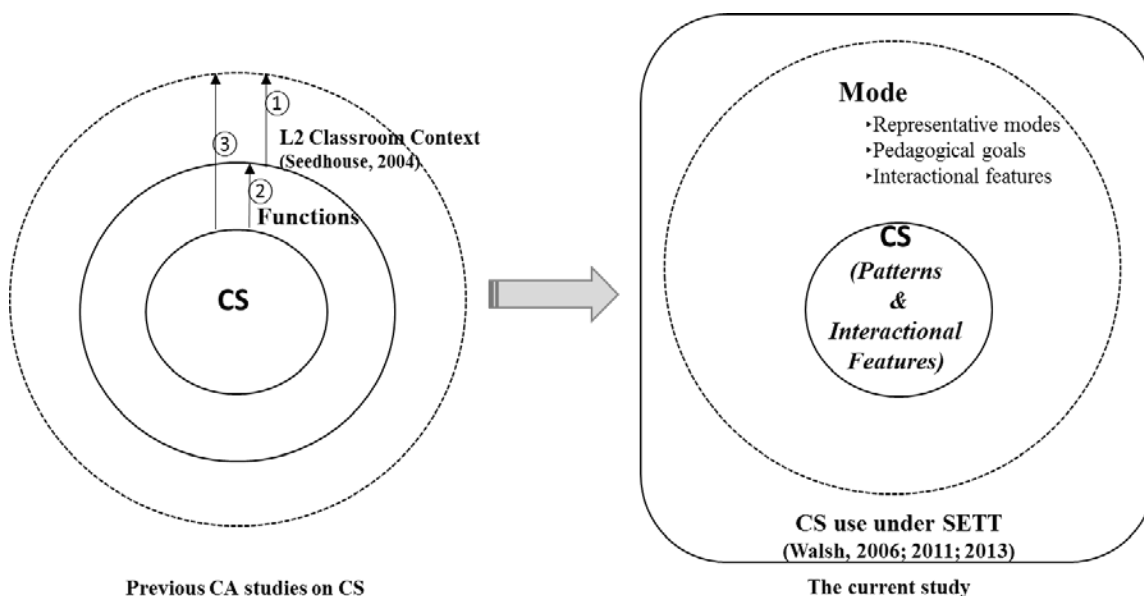 ①
③
L2 Classroom Context
(Seedhouse, 2004)
②
Functions
CS
Previous CA studies on CS
Mode
‣Representative modes
‣Pedagogical goals
‣Interactional features
CS
(Patterns
&
Interactional
Features)
CS use under SETT
(Walsh, 2006; 2011; 2013)
The current study